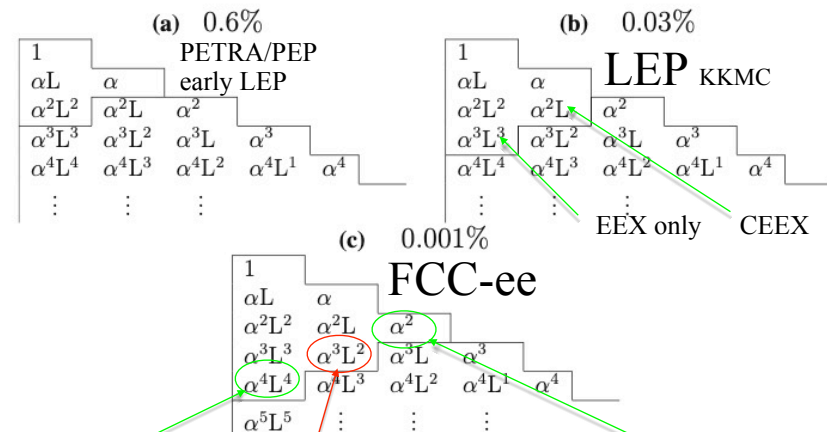 (a) 0.6%
PETRA/PEP
early LEP
1
αL α
α²L² α²L α²
α³L³ α³L² α³L α³
α⁴L⁴ α⁴L³ α⁴L² α⁴L¹ α⁴
⋮ ⋮ ⋮
(b) 0.03%
LEP KKMC
1
αL α
α²L² α²L α²
α³L³ α³L² α³L α³
α⁴L⁴ α⁴L³ α⁴L² α⁴L¹ α⁴
⋮ ⋮ ⋮
EEX only CEEX
(c) 0.001%
FCC-ee
1
αL α
α²L² α²L α²
α³L³ α³L² α³L α³
α⁴L⁴ α⁴L³ α⁴L² α⁴L¹ α⁴
α⁵L⁵ ⋮ ⋮ ⋮